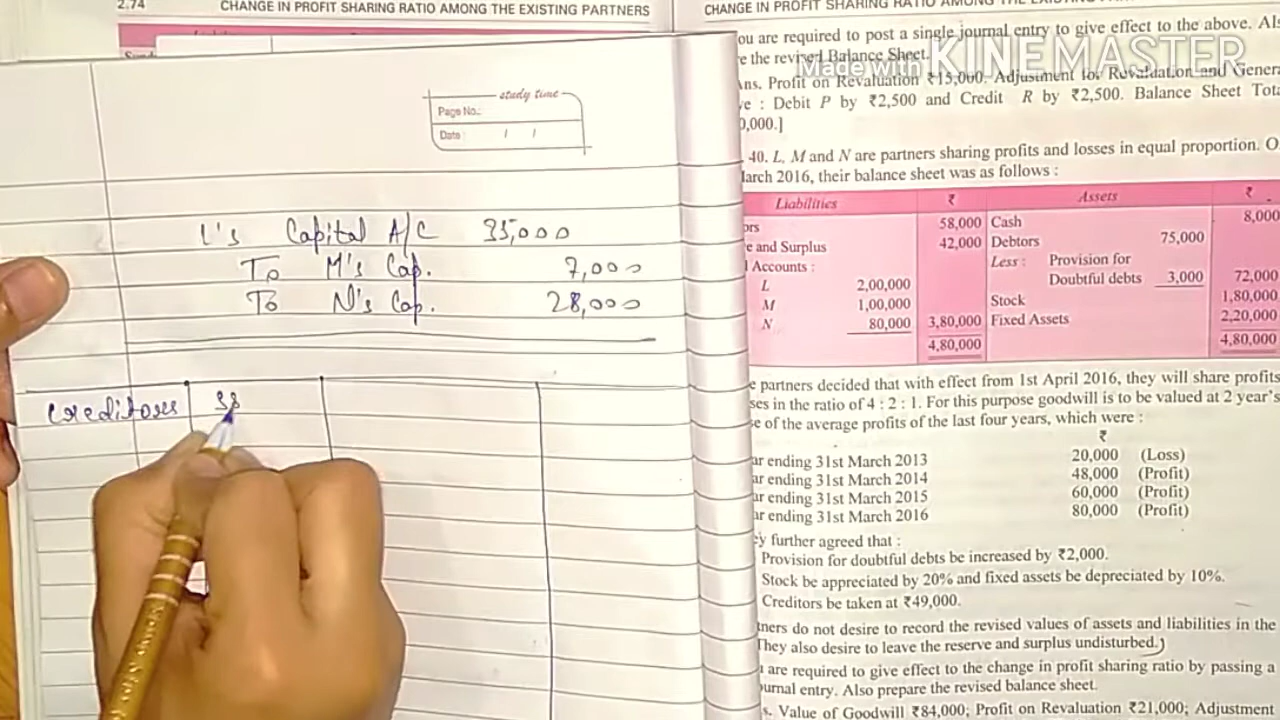 2.74 CHANGE IN PROFIT SHARING RATIO AMONG THE EXISTING PARTNERS
study time
Page No.:
Date : / /
L's Capital A/C 35,000
To M's Cap. 7,000
To N's Cap. 28,000
Creditores 58
CHANGE IN PROFIT SHARING RATIO AMONG THE
ou are required to post a single journal entry to give effect to the above. Al
e the revised Balance Sheet.
Made With KINEMASTER
ns. Profit on Revaluation ₹15,000. Adjustment for Revaluation and Genera
e : Debit P by ₹2,500 and Credit R by ₹2,500. Balance Sheet Tota
0,000.]
40. L, M and N are partners sharing profits and losses in equal proportion. O
arch 2016, their balance sheet was as follows :
Liabilities ₹ Assets ₹
ors 58,000 Cash 8,000
e and Surplus 42,000 Debtors 75,000
Accounts : Less : Provision for
L 2,00,000 Doubtful debts 3,000 72,000
M 1,00,000 Stock 1,80,000
N 80,000 3,80,000 Fixed Assets 2,20,000
4,80,000 4,80,000
e partners decided that with effect from 1st April 2016, they will share profits
ses in the ratio of 4 : 2 : 1. For this purpose goodwill is to be valued at 2 year's
se of the average profits of the last four years, which were :
₹
ar ending 31st March 2013 20,000 (Loss)
ar ending 31st March 2014 48,000 (Profit)
ar ending 31st March 2015 60,000 (Profit)
ar ending 31st March 2016 80,000 (Profit)
ey further agreed that :
Provision for doubtful debts be increased by ₹2,000.
Stock be appreciated by 20% and fixed assets be depreciated by 10%.
Creditors be taken at ₹49,000.
tners do not desire to record the revised values of assets and liabilities in the
They also desire to leave the reserve and surplus undisturbed.)
are required to give effect to the change in profit sharing ratio by passing a
ournal entry. Also prepare the revised balance sheet.
s. Value of Goodwill ₹84,000; Profit on Revaluation ₹21,000; Adjustment